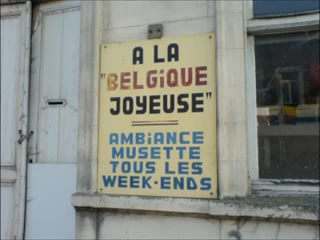 A LA
"BELGiQUE
JOYEUSE"
AMBiANCE
MUSETTE
TOUS LES
WEEK-ENDS